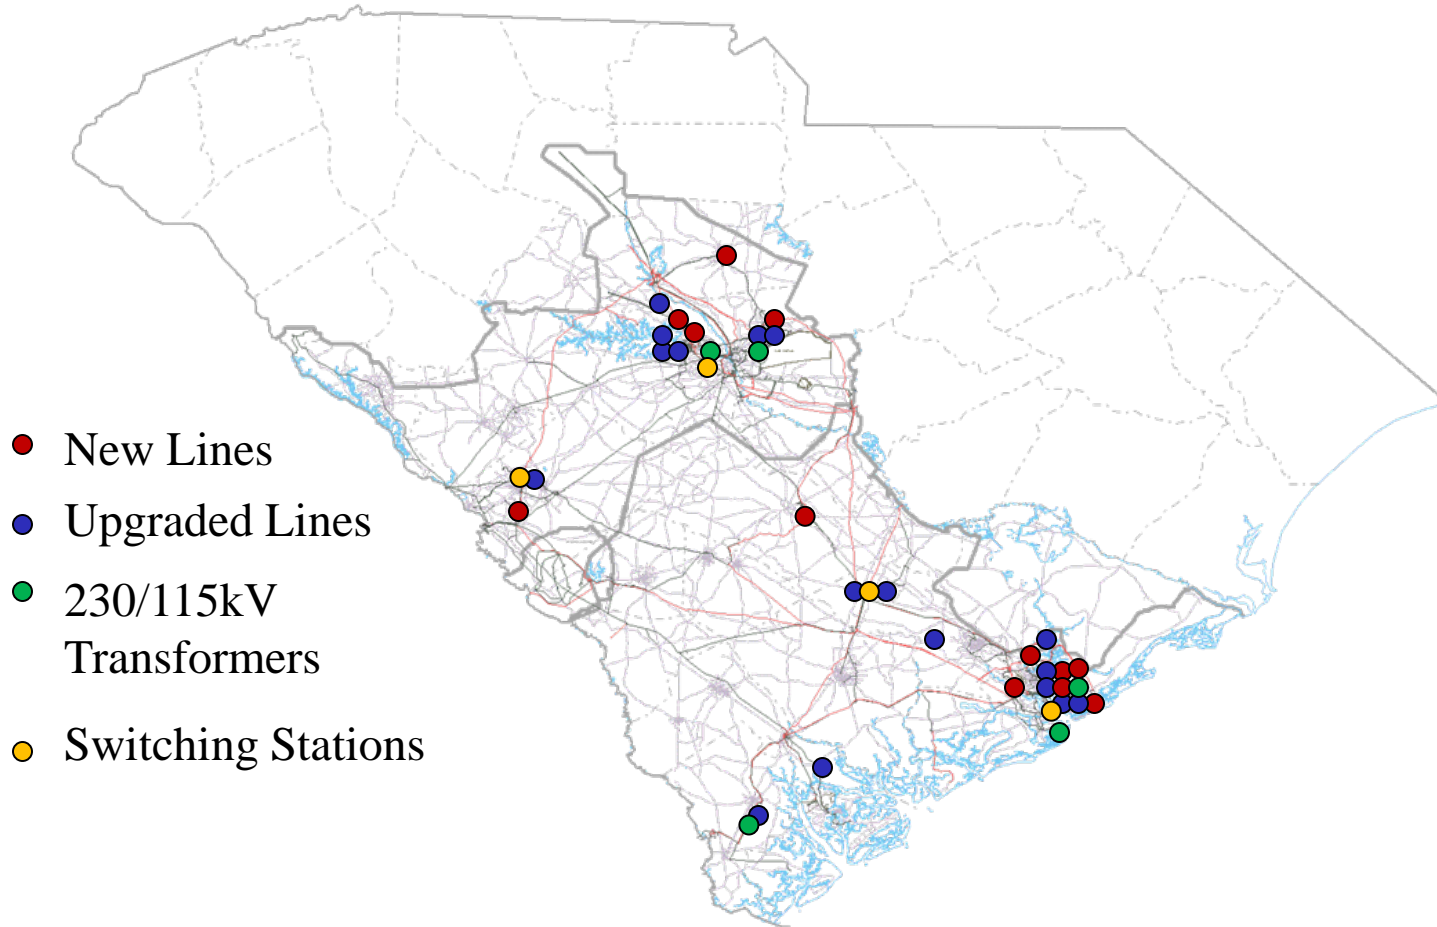 New Lines
Upgraded Lines
230/115kV
Transformers
Switching Stations